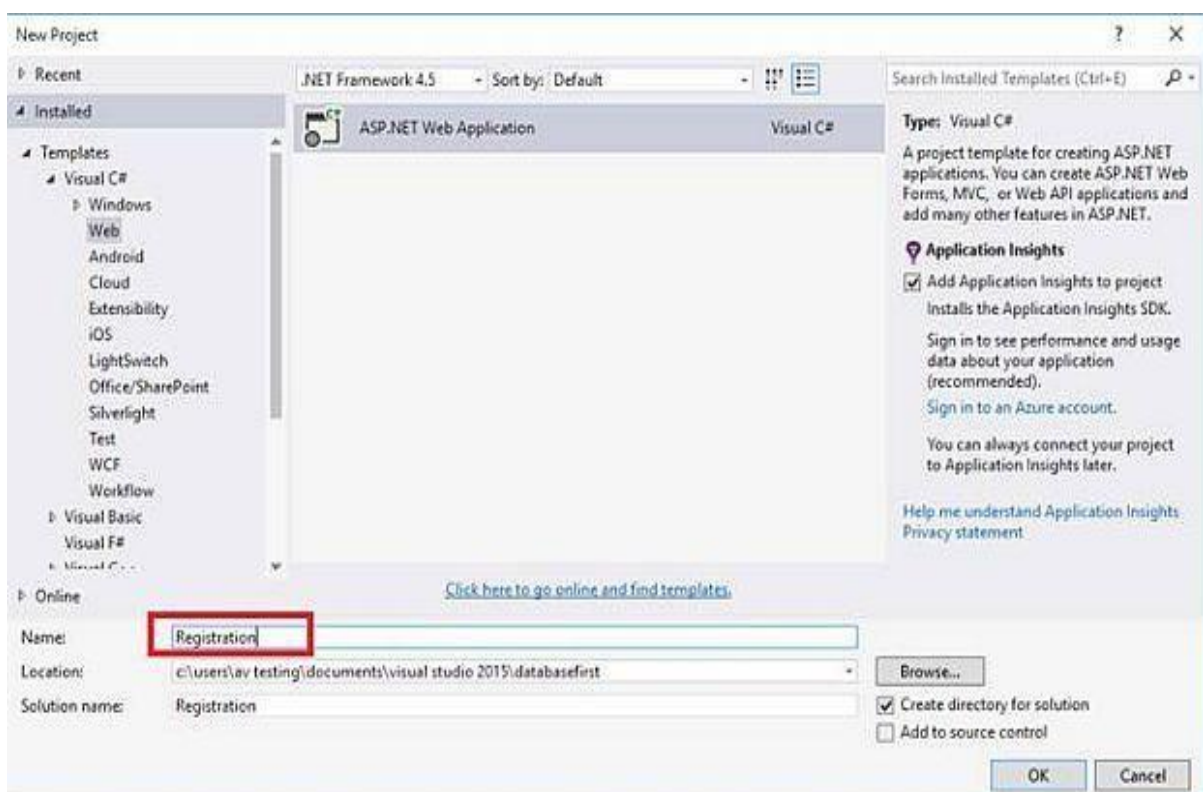 New Project
? X
Recent
.NET Framework 4.5
Sort by: Default
Search Installed Templates (Ctrl+E)
Installed
Templates
Visual C#
Windows
Web
Android
Cloud
Extensibility
iOS
LightSwitch
Office/SharePoint
Silverlight
Test
WCF
Workflow
Visual Basic
Visual F#
Online
C#
ASP.NET Web Application
Visual C#
Click here to go online and find templates.
Type: Visual C#
A project template for creating ASP.NET
applications. You can create ASP.NET Web
Forms, MVC, or Web API applications and
add many other features in ASP.NET.
Application Insights
Add Application Insights to project
Installs the Application Insights SDK.
Sign in to see performance and usage
data about your application
(recommended).
Sign in to an Azure account.
You can always connect your project
to Application Insights later.
Help me understand Application Insights
Privacy statement
Name: Registration
Location: c:\users\av testing\documents\visual studio 2015\databasefirst
Browse...
Solution name: Registration
Create directory for solution
Add to source control
OK
Cancel